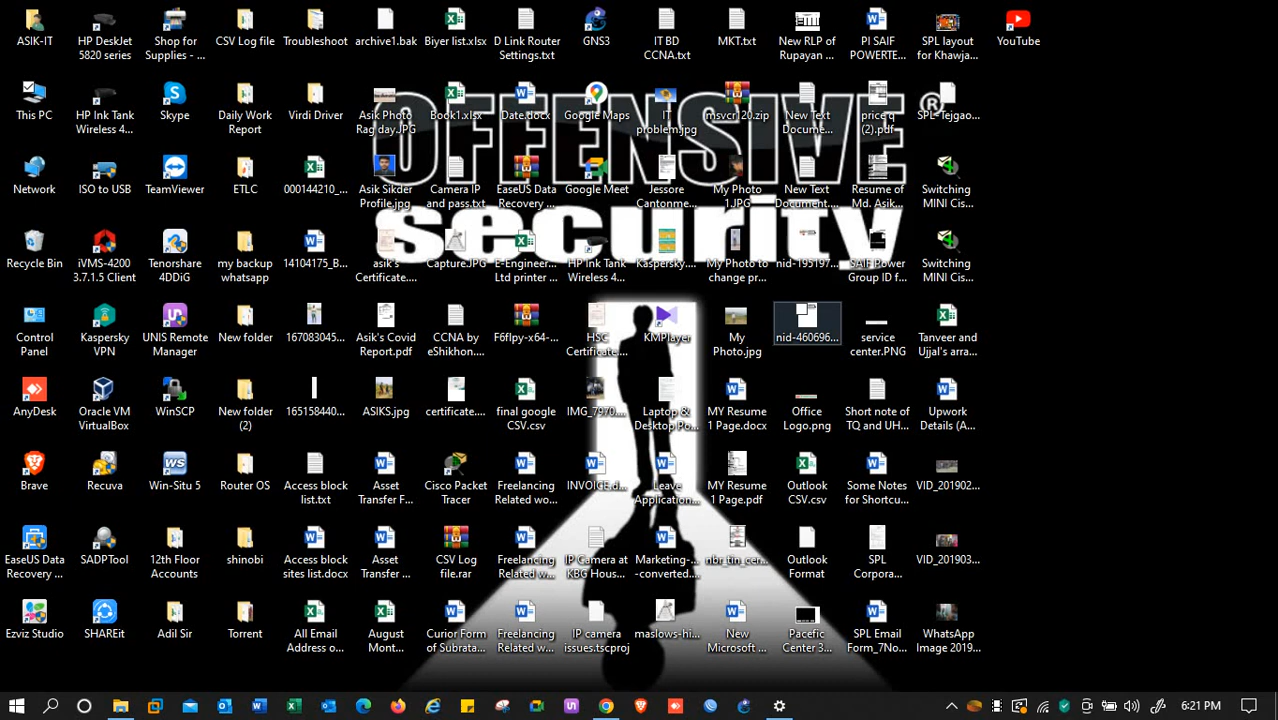 OFFENSIVE®
security
ASIK-IT
HP DeskJet
5820 series
Shop for
Supplies - ...
CSV Log file
Troubleshoot
archive1.bak
Biyer list.xlsx
D Link Router
Settings.txt
GNS3
IT BD
CCNA.txt
MKT.txt
New RLP of
Rupayan ...
PI SAIF
POWERTE...
SPL layout
for Khawja...
YouTube
This PC
HP Ink Tank
Wireless 4...
Skype
Daily Work
Report
Virdi Driver
Asik Photo
Rag day.JPG
Book1.xlsx
Date.docx
Google Maps
IT
problem.jpg
msvcr120.zip
New Text
Docume...
price q
(2).pdf
SPL-Tejgao...
Network
ISO to USB
TeamViewer
ETLC
000144210_...
Asik Sikder
Profile.jpg
Camera IP
and pass.txt
EaseUS Data
Recovery ...
Google Meet
Jessore
Cantonme...
My Photo
1.JPG
New Text
Document....
Resume of
Md. Asik...
Switching
MINI Cis...
Recycle Bin
iVMS-4200
3.7.1.5 Client
Tenorshare
4DDiG
my backup
whatsapp
14104175_B...
asik's
Certificate....
Capture.JPG
E-Engineer...
Ltd printer ...
HP Ink Tank
Wireless 4...
Kaspersky....
My Photo to
change pr...
nid-195197...
SAIF Power
Group ID f...
Switching
MINI Cis...
Control
Panel
Kaspersky
VPN
UNIS Remote
Manager
New folder
167083045...
Asik's Covid
Report.pdf
CCNA by
eShikhon....
F6flpy-x64-...
HSC
Certificate....
KMPlayer
My
Photo.jpg
nid-460696...
service
center.PNG
Tanveer and
Ujjal's arra...
AnyDesk
Oracle VM
VirtualBox
WinSCP
New folder
(2)
165158440...
ASIKS.jpg
certificate....
final google
CSV.csv
IMG_7970....
Laptop &
Desktop Po...
MY Resume
1 Page.docx
Office
Logo.png
Short note of
TQ and UH...
Upwork
Details (A...
Brave
Recuva
Win-Situ 5
Router OS
Access block
list.txt
Asset
Transfer F...
Cisco Packet
Tracer
Freelancing
Related wo...
INVOICE.d...
Leave
Application...
MY Resume
1 Page.pdf
Outlook
CSV.csv
Some Notes
for Shortcu...
VID_201902...
EaseUS Data
Recovery ...
SADPTool
12th Floor
Accounts
shinobi
Access block
sites list.docx
Asset
Transfer ...
CSV Log
file.rar
Freelancing
Related w...
IP Camera at
KBG Hous...
Marketing-...
-converted....
nbr_tin_cer...
Outlook
Format
SPL
Corpora...
VID_201903...
Ezviz Studio
SHAREit
Adil Sir
Torrent
All Email
Address o...
August
Mont...
Curior Form
of Subrata...
Freelancing
Related w...
IP camera
issues.tscproj
maslows-hi...
New
Microsoft ...
Pacefic
Center 3...
SPL Email
Form_7No...
WhatsApp
Image 2019...
6:21 PM